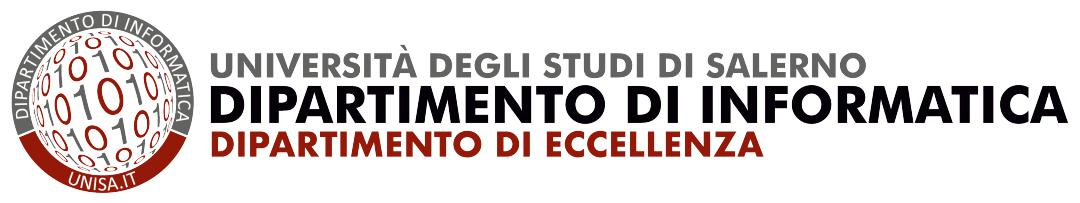 DIPARTIMENTO DI INFORMATICA
UNISA.IT
UNIVERSITÀ DEGLI STUDI DI SALERNO
DIPARTIMENTO DI INFORMATICA
DIPARTIMENTO DI ECCELLENZA